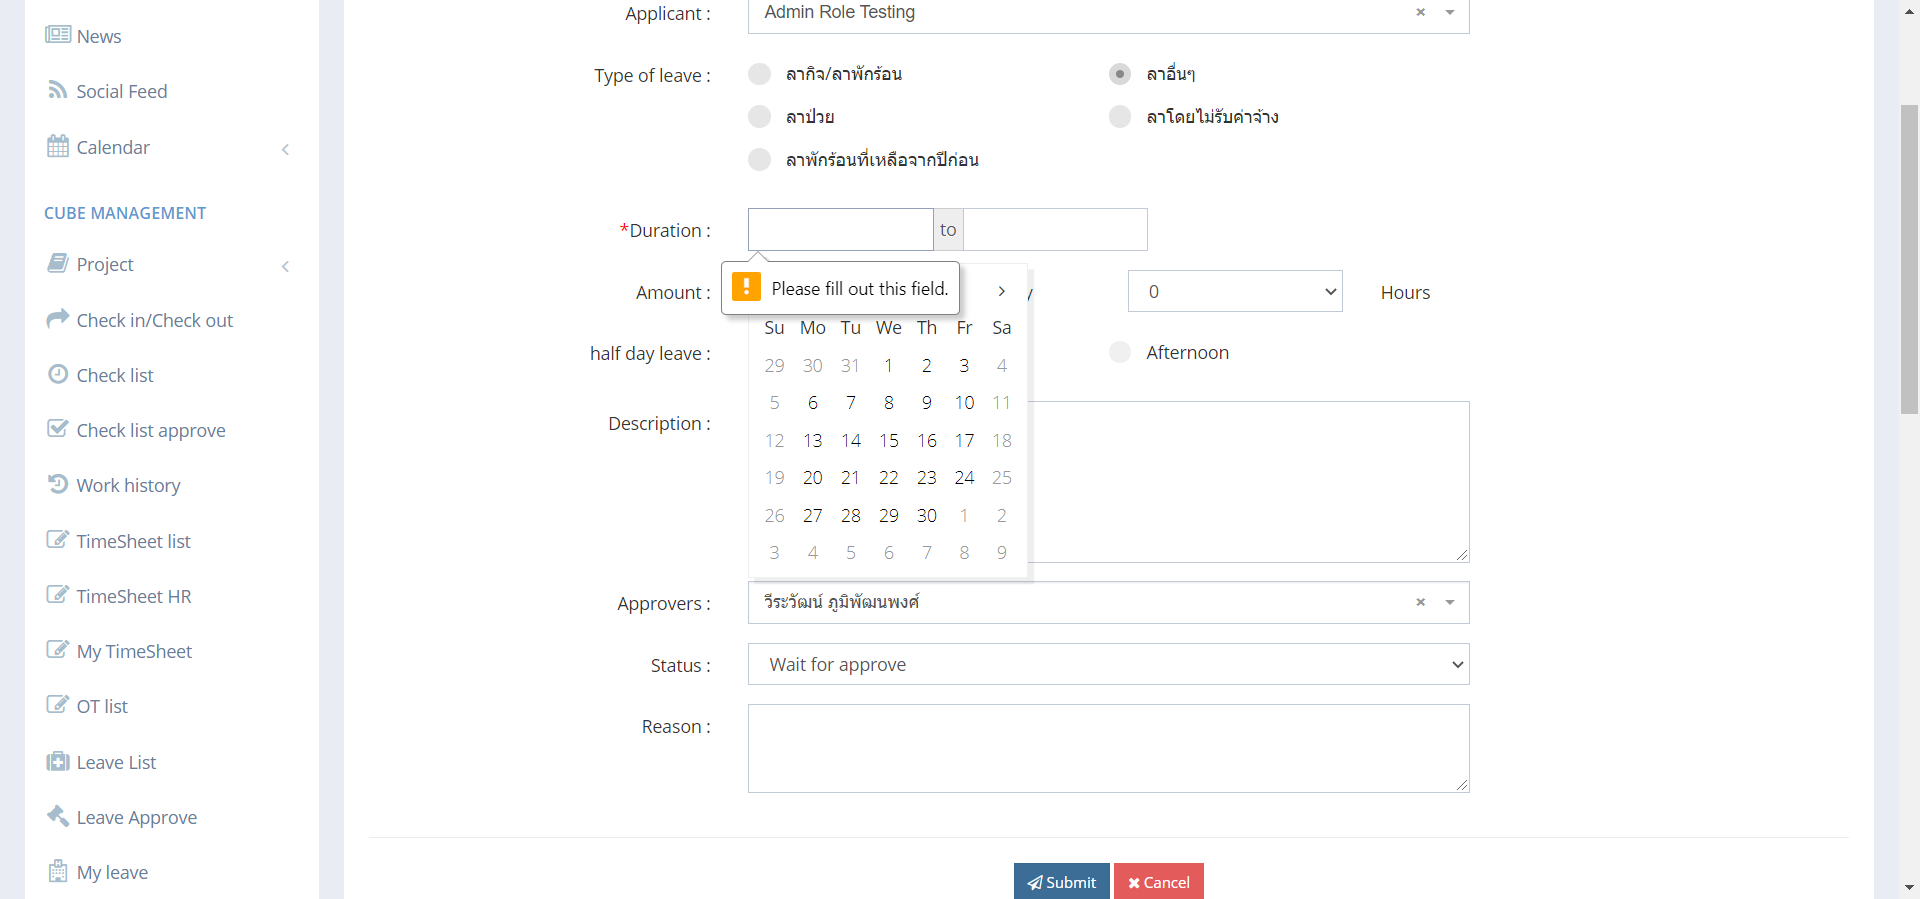 News
Social Feed
Calendar
CUBE MANAGEMENT
Project
Check in/Check out
Check list
Check list approve
Work history
TimeSheet list
TimeSheet HR
My TimeSheet
OT list
Leave List
Leave Approve
My leave
Applicant : Admin Role Testing × 
Type of leave : ลากิจ/ลาพักร้อน ลาอื่นๆ
ลาป่วย ลาโดยไม่รับค่าจ้าง
ลาพักร้อนที่เหลือจากปีก่อน
*Duration : to
Please fill out this field.
Amount : 0 Hours
Su Mo Tu We Th Fr Sa
29 30 31 1 2 3 4
5 6 7 8 9 10 11
12 13 14 15 16 17 18
19 20 21 22 23 24 25
26 27 28 29 30 1 2
3 4 5 6 7 8 9
half day leave : Afternoon
Description :
Approvers : วีระวัฒน์ ภูมิพัฒนพงศ์ ×
Status : Wait for approve
Reason :
Submit Cancel